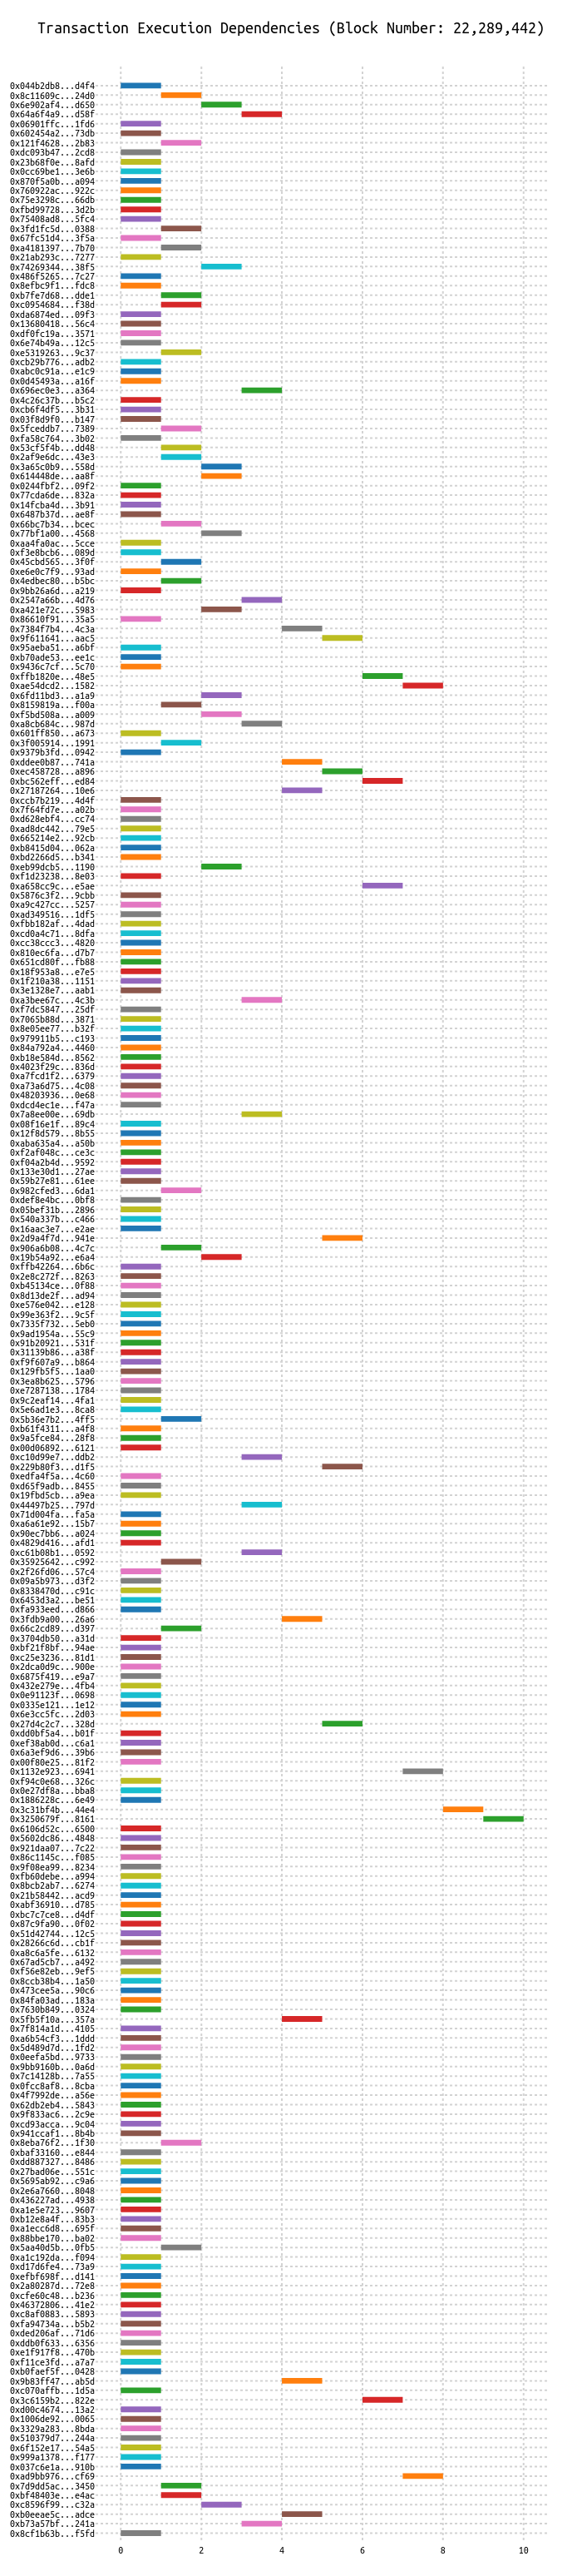 Transaction Execution Dependencies (Block Number: 22,289,442)
0x044b2db8...d4f4
0x8c11609c...24d0
0x6e902af4...d650
0x64a6f4a9...d58f
0x06901ffc...1fd6
0x602454a2...73db
0x121f4628...2b83
0xdc093b47...2cd8
0x23b68f0e...8afd
0x0cc69be1...3e6b
0x870f5a0b...a094
0x760922ac...922c
0x75e3298c...66db
0xfbd99728...3d2b
0x75408ad8...5fc4
0x3fd1fc5d...0388
0x67fc51d4...3f5a
0xa4181397...7b70
0x21ab293c...7277
0x74269344...38f5
0x486f5265...7c27
0x8efbc9f1...fdc8
0xb7fe7d68...dde1
0xc0954684...f38d
0xda6874ed...09f3
0x13680418...56c4
0xdf0fc19a...3571
0x6e74b49a...12c5
0xe5319263...9c37
0xcb29b776...adb2
0xabc0c91a...e1c9
0x0d45493a...a16f
0x696ec0e3...a364
0x4c26c37b...b5c2
0xcb6f4df5...3b31
0x03f8d9f0...b147
0x5fceddb7...7389
0xfa58c764...3b02
0x53cf5f4b...dd48
0x2af9e6dc...43e3
0x3a65c0b9...558d
0x614448de...aa8f
0x0244fbf2...09f2
0x77cda6de...832a
0x14fcba4d...3b91
0x6487b37d...ae8f
0x66bc7b34...bcec
0x77bf1a00...4568
0xaa4fa0ac...5cce
0xf3e8bcb6...089d
0x45cbd565...3f0f
0xe6e0c7f9...93ad
0x4edbec80...b5bc
0x9bb26a6d...a219
0x2547a66b...4d76
0xa421e72c...5983
0x86610f91...35a5
0x7384f7b4...4c3a
0x9f611641...aac5
0x95aeba51...a6bf
0xb70ade53...ee1c
0x9436c7cf...5c70
0xffb1820e...48e5
0xae54dcd2...1582
0x6fd11bd3...a1a9
0x8159819a...f00a
0xf5bd508a...a009
0xa8cb684c...987d
0x601ff850...a673
0x3f005914...1991
0x9379b3fd...0942
0xddee0b87...741a
0xec458728...a896
0xbc562eff...ed84
0x27187264...10e6
0xccb7b219...4d4f
0x7f64fd7e...a02b
0xd628ebf4...cc74
0xad8dc442...79e5
0x665214e2...92cb
0xb8415d04...062a
0xbd2266d5...b341
0xeb99dcb5...1190
0xf1d23238...8e03
0xa658cc9c...e5ae
0x5876c3f2...9cbb
0xa9c427cc...5257
0xad349516...1df5
0xfbb182af...4dad
0xcd0a4c71...8dfa
0xcc38ccc3...4820
0x810ec6fa...d7b7
0x651cd80f...fb88
0x18f953a8...e7e5
0x1f210a38...1151
0x3e1328e7...aab1
0xa3bee67c...4c3b
0xf7dc5847...25df
0x7065b88d...3871
0x8e05ee77...b32f
0x979911b5...c193
0x84a792a4...4460
0xb18e584d...8562
0x4023f29c...836d
0xa7fcd1f2...6379
0xa73a6d75...4c08
0x48203936...0e68
0xdcd4ec1e...f47a
0x7a8ee00e...69db
0x08f16e1f...89c4
0x12f8d579...8b55
0xaba635a4...a50b
0xf2af048c...ce3c
0xf04a2b4d...9592
0x133e30d1...27ae
0x59b27e81...61ee
0x982cfed3...6da1
0xdef8e4bc...0bf8
0x05bef31b...2896
0x540a337b...c466
0x16aac3e7...e2ae
0x2d9a4f7d...941e
0x906a6b08...4c7c
0x19b54a92...e6a4
0xffb42264...6b6c
0x2e8c272f...8263
0xb45134ce...0f88
0x8d13de2f...ad94
0xe576e042...e128
0x99e363f2...9c5f
0x7335f732...5eb0
0x9ad1954a...55c9
0x91b20921...531f
0x31139b86...a38f
0xf9f607a9...b864
0x129fb5f5...1aa0
0x3ea8b625...5796
0xe7287138...1784
0x9c2eaf14...4fa1
0x5e6ad1e3...8ca8
0x5b36e7b2...4ff5
0xb61f4311...a4f8
0x9a5fce84...28f8
0x00d06892...6121
0xc10d99e7...ddb2
0x229b80f3...d1f5
0xedfa4f5a...4c60
0xd65f9adb...8455
0x19fbd5cb...a9ea
0x44497b25...797d
0x71d004fa...fa5a
0xa6a61e92...15b7
0x90ec7bb6...a024
0x4829d416...afd1
0xc61b08b1...0592
0x35925642...c992
0x2f26fd06...57c4
0x09a5b973...d3f2
0x8338470d...c91c
0x6453d3a2...be51
0xfa933eed...d866
0x3fdb9a00...26a6
0x66c2cd89...d397
0x3704db50...a31d
0xbf21f8bf...94ae
0xc25e3236...81d1
0x2dca0d9c...900e
0x6875f419...e9a7
0x432e279e...4fb4
0x0e91123f...0698
0x0335e121...1e12
0x6e3cc5fc...2d03
0x27d4c2c7...328d
0xdd0bf5a4...b01f
0xef38ab0d...c6a1
0x6a3ef9d6...39b6
0x00f80e25...81f2
0x1132e923...6941
0xf94c0e68...326c
0x0e27df8a...bba8
0x1886228c...6e49
0x3c31bf4b...44e4
0x3250679f...8161
0x6106d52c...6500
0x5602dc86...4848
0x921daa07...7c22
0x86c1145c...f085
0x9f08ea99...8234
0xfb60debe...a994
0x8bcb2ab7...6274
0x21b58442...acd9
0xabf36910...d785
0xbc7c7ce8...d4df
0x87c9fa90...0f02
0x51d42744...12c5
0x28266c6d...cb1f
0xa8c6a5fe...6132
0x67ad5cb7...a492
0xf56e82eb...9ef5
0x8ccb38b4...1a50
0x473cee5a...90c6
0x84fa03ad...183a
0x7630b849...0324
0x5fb5f10a...357a
0x7f814a1d...4105
0xa6b54cf3...1ddd
0x5d489d7d...1fd2
0x0eefa5bd...9733
0x9bb9160b...0a6d
0x7c14128b...7a55
0x0fcc8af8...8cba
0x4f7992de...a56e
0x62db2eb4...5843
0x9f833ac6...2c9e
0xcd93acca...9c04
0x941ccaf1...8b4b
0x8eba76f2...1f30
0xbaf33160...e844
0xdd887327...8486
0x27bad06e...551c
0x5695ab92...c9a6
0x2e6a7660...8048
0x436227ad...4938
0xa1e5e723...9607
0xb12e8a4f...83b3
0xa1ecc6d8...695f
0x88bbe170...ba02
0x5aa40d5b...0fb5
0xa1c192da...f094
0xd17d6fe4...73a9
0xefbf698f...d141
0x2a80287d...72e8
0xcfe60c48...b236
0x46372806...41e2
0xc8af0883...5893
0xfa94734a...b5b2
0xded206af...71d6
0xddb0f633...6356
0xe1f917f8...470b
0xf11ce3fd...a7a7
0xb0faef5f...0428
0x9b83ff47...ab5d
0xc070affb...1d5a
0x3c6159b2...822e
0xd00c4674...13a2
0x1006de92...0065
0x3329a283...8bda
0x510379d7...244a
0x6f152e17...54a5
0x999a1378...f177
0x037c6e1a...910b
0xad9bb976...cf69
0x7d9dd5ac...3450
0xbf48403e...e4ac
0xc8596f99...c32a
0xb0eeae5c...adce
0xb73a57bf...241a
0x8cf1b63b...f5fd
0 2 4 6 8 10